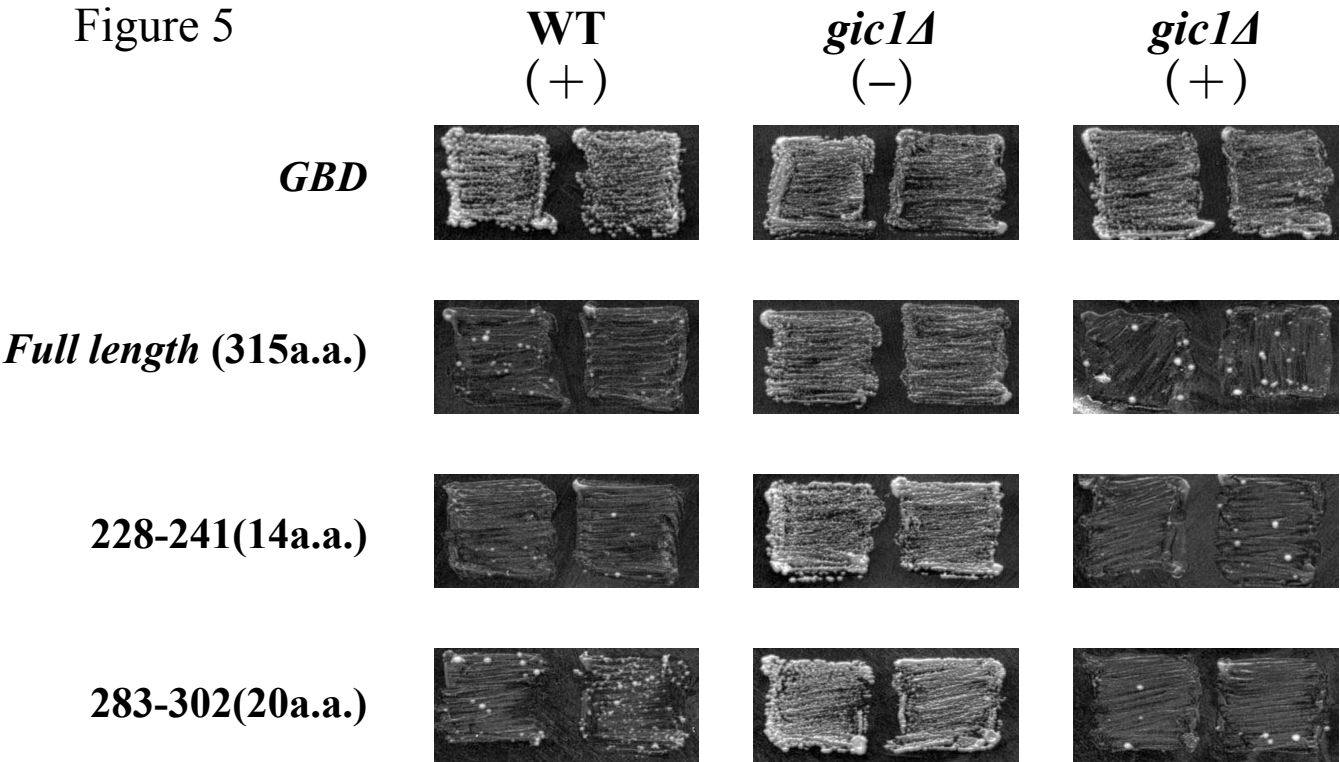 Figure 5
WT gic1Δ gic1Δ
(+) (–) (+)
GBD
Full length (315a.a.)
228-241(14a.a.)
283-302(20a.a.)